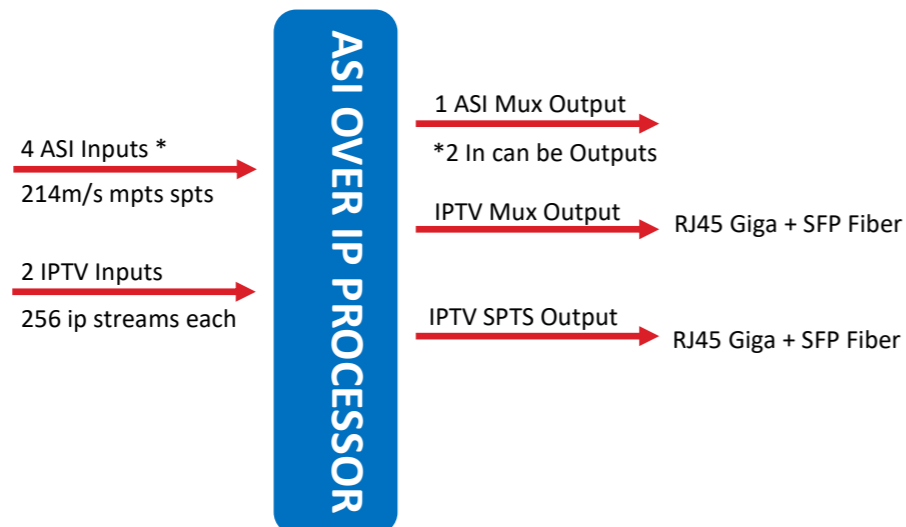 4 ASI Inputs *
214m/s mpts spts
2 IPTV Inputs
256 ip streams each
ASI OVER IP PROCESSOR
1 ASI Mux Output
*2 In can be Outputs
IPTV Mux Output
RJ45 Giga + SFP Fiber
IPTV SPTS Output
RJ45 Giga + SFP Fiber